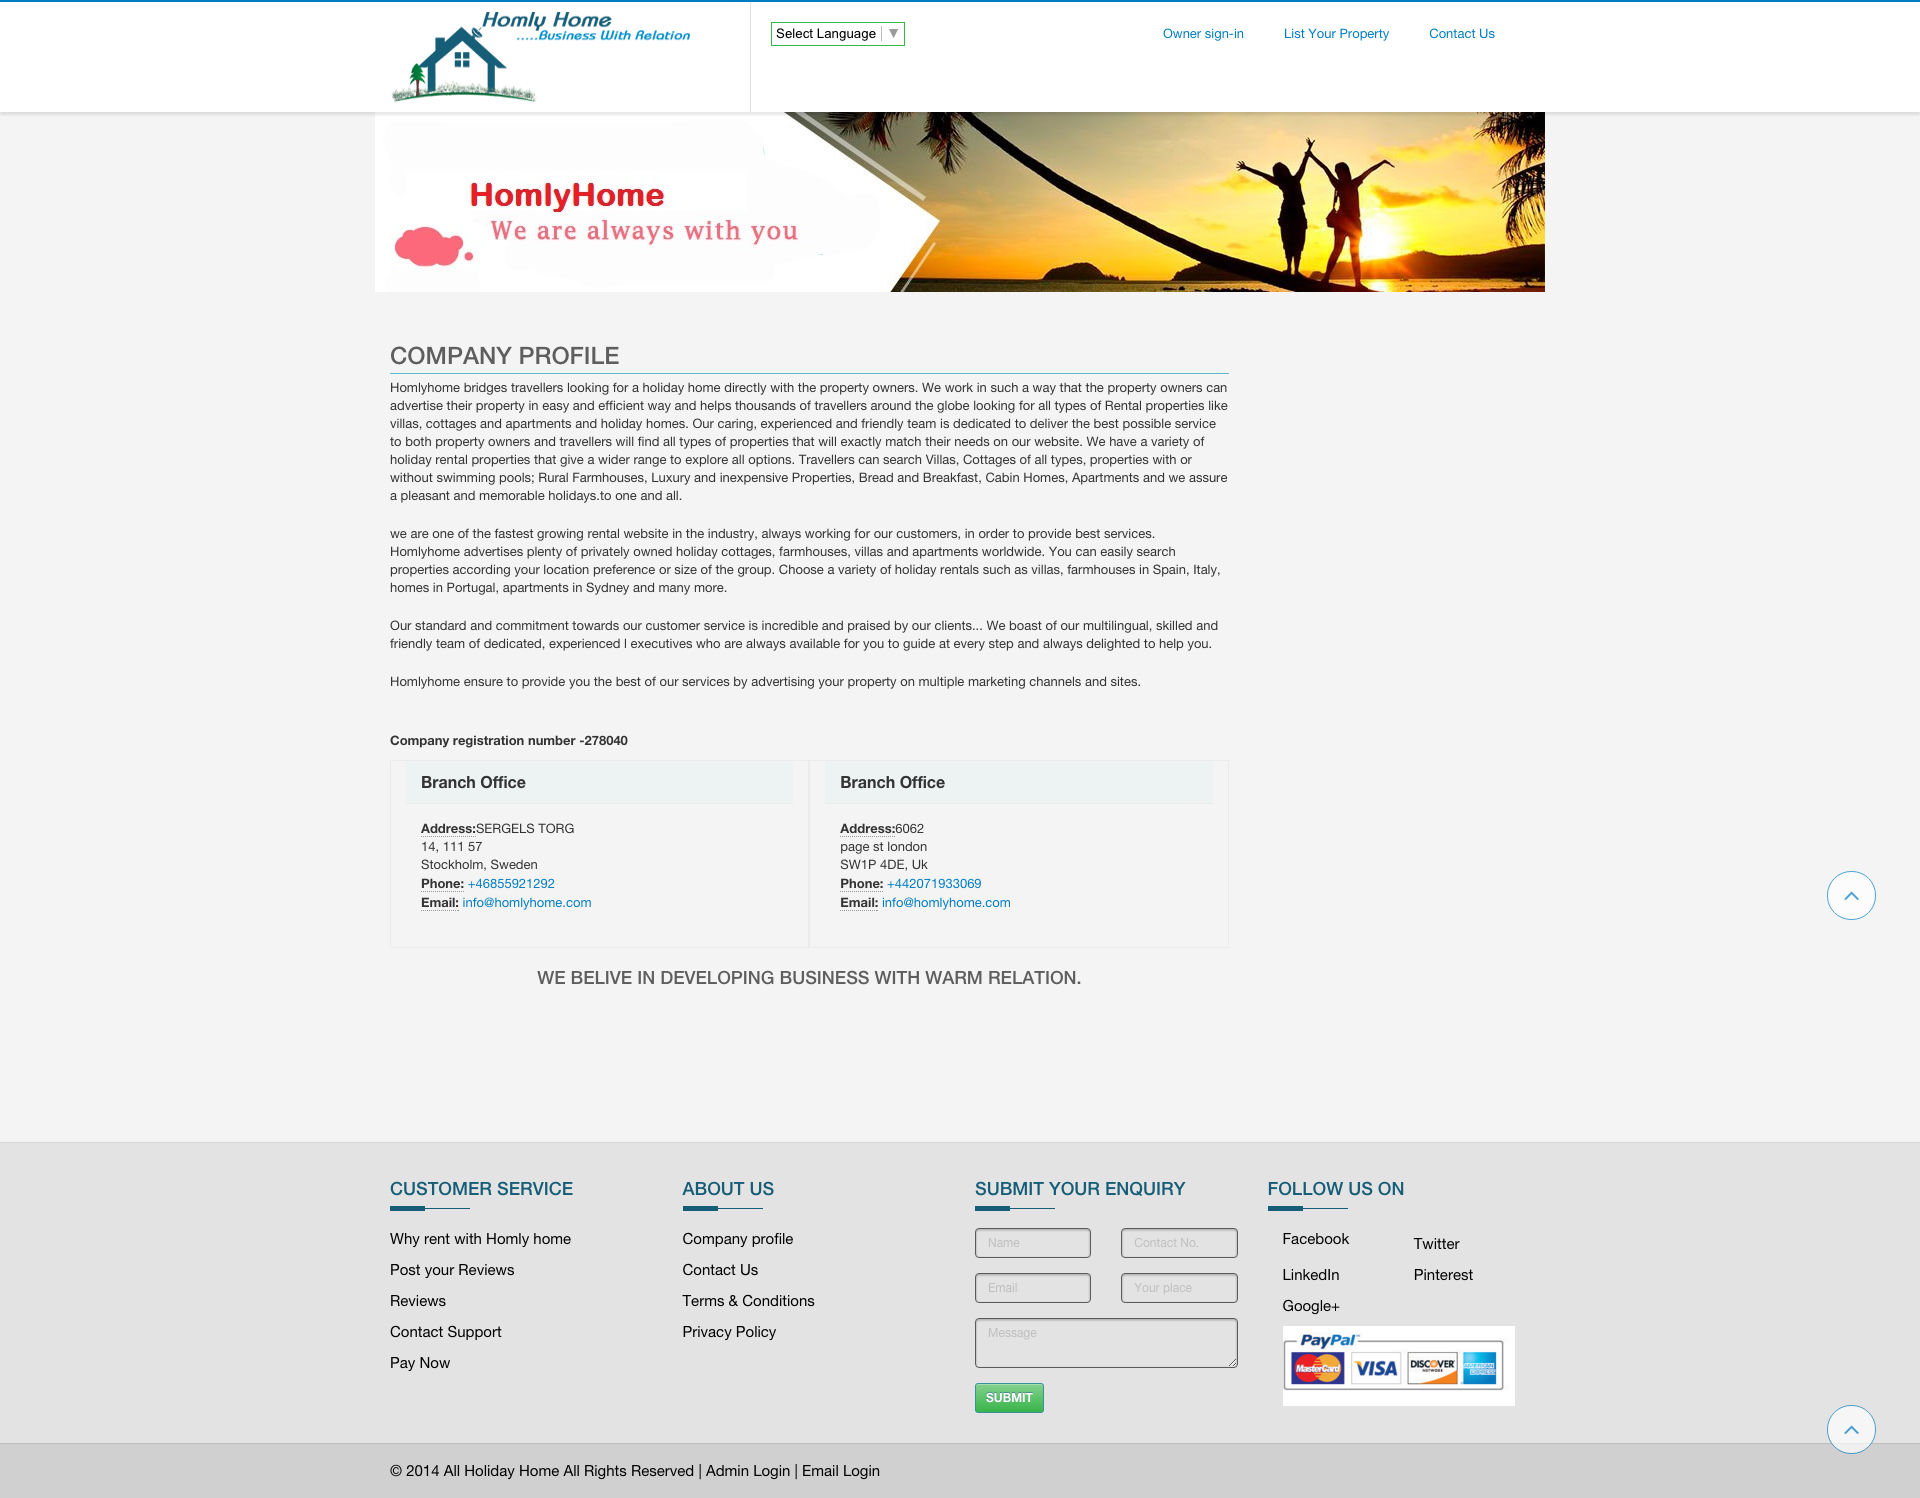 Homly Home
.....Business With Relation
Select Language ▼
Owner sign-in
List Your Property
Contact Us
HomlyHome
We are always with you
COMPANY PROFILE
Homlyhome bridges travellers looking for a holiday home directly with the property owners. We work in such a way that the property owners can
advertise their property in easy and efficient way and helps thousands of travellers around the globe looking for all types of Rental properties like
villas, cottages and apartments and holiday homes. Our caring, experienced and friendly team is dedicated to deliver the best possible service
to both property owners and travellers will find all types of properties that will exactly match their needs on our website. We have a variety of
holiday rental properties that give a wider range to explore all options. Travellers can search Villas, Cottages of all types, properties with or
without swimming pools; Rural Farmhouses, Luxury and inexpensive Properties, Bread and Breakfast, Cabin Homes, Apartments and we assure
a pleasant and memorable holidays.to one and all.
we are one of the fastest growing rental website in the industry, always working for our customers, in order to provide best services.
Homlyhome advertises plenty of privately owned holiday cottages, farmhouses, villas and apartments worldwide. You can easily search
properties according your location preference or size of the group. Choose a variety of holiday rentals such as villas, farmhouses in Spain, Italy,
homes in Portugal, apartments in Sydney and many more.
Our standard and commitment towards our customer service is incredible and praised by our clients... We boast of our multilingual, skilled and
friendly team of dedicated, experienced l executives who are always available for you to guide at every step and always delighted to help you.
Homlyhome ensure to provide you the best of our services by advertising your property on multiple marketing channels and sites.
Company registration number -278040
Branch Office
Address:SERGELS TORG
14, 111 57
Stockholm, Sweden
Phone: +46855921292
Email: info@homlyhome.com
Branch Office
Address:6062
page st london
SW1P 4DE, Uk
Phone: +442071933069
Email: info@homlyhome.com
WE BELIVE IN DEVELOPING BUSINESS WITH WARM RELATION.
CUSTOMER SERVICE
Why rent with Homly home
Post your Reviews
Reviews
Contact Support
Pay Now
ABOUT US
Company profile
Contact Us
Terms & Conditions
Privacy Policy
SUBMIT YOUR ENQUIRY
Name
Contact No.
Email
Your place
Message
SUBMIT
FOLLOW US ON
Facebook
Twitter
LinkedIn
Pinterest
Google+
PayPal
MasterCard
VISA
DISCOVER
NETWORK
AMERICAN EXPRESS
© 2014 All Holiday Home All Rights Reserved | Admin Login | Email Login